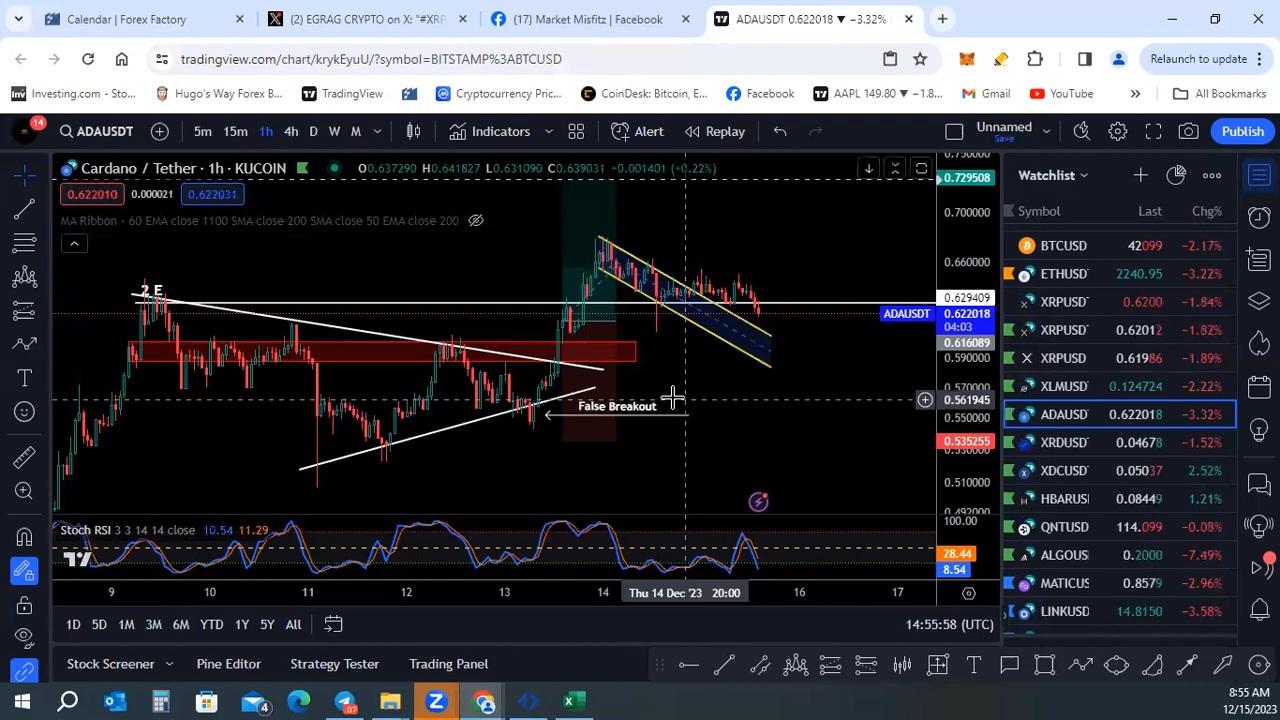 Calendar | Forex Factory
(2) EGRAG CRYPTO on X: "#XRP
(17) Market Misfitz | Facebook
ADAUSDT 0.622018 ▼ −3.32%
tradingview.com/chart/krykEyuU/?symbol=BITSTAMP%3ABTCUSD
Relaunch to update
Investing.com - Sto...
Hugo's Way Forex B...
TradingView
Cryptocurrency Pric...
CoinDesk: Bitcoin, E...
Facebook
AAPL 149.80 ▼ −1.8...
Gmail
YouTube
All Bookmarks
14
ADAUSDT
5m 15m 1h 4h D W M
Indicators
Alert
Replay
Unnamed
Save
Publish
Cardano / Tether · 1h · KUCOIN
O0.637290 H0.641827 L0.631090 C0.639031 +0.001401 (+0.22%)
0.622010 0.000021 0.622031
MA Ribbon · 60 EMA close 1100 SMA close 200 SMA close 50 EMA close 200
2 E
False Breakout
0.750000
0.729508
0.700000
0.660000
0.629409
ADAUSDT
0.622018
04:03
0.616089
0.590000
0.570000
0.561945
0.550000
0.535255
0.530000
0.510000
0.492000
Stoch RSI 3 3 14 14 close 10.54 11.29
100.00
28.44
8.54
9 10 11 12 13 14 16 17
Thu 14 Dec '23 20:00
1D 5D 1M 3M 6M YTD 1Y 5Y All
14:55:58 (UTC)
Stock Screener
Pine Editor
Strategy Tester
Trading Panel
Watchlist
Symbol Last Chg%
BTCUSD 42099 −2.17%
ETHUSD 2240.95 −3.22%
XRPUSD 0.6200 −1.84%
XRPUSD 0.62012 −1.82%
XRPUSD 0.61986 −1.89%
XLMUSD 0.124724 −2.22%
ADAUSD 0.622018 −3.32%
XRDUSD 0.04678 −1.52%
XDCUSD 0.05037 2.52%
HBARUS 0.08449 1.21%
QNTUSD 114.099 −0.08%
ALGOUS 0.2000 −7.49%
MATICUS 0.8579 −2.96%
LINKUSD 14.8150 −3.58%
8:55 AM
12/15/2023